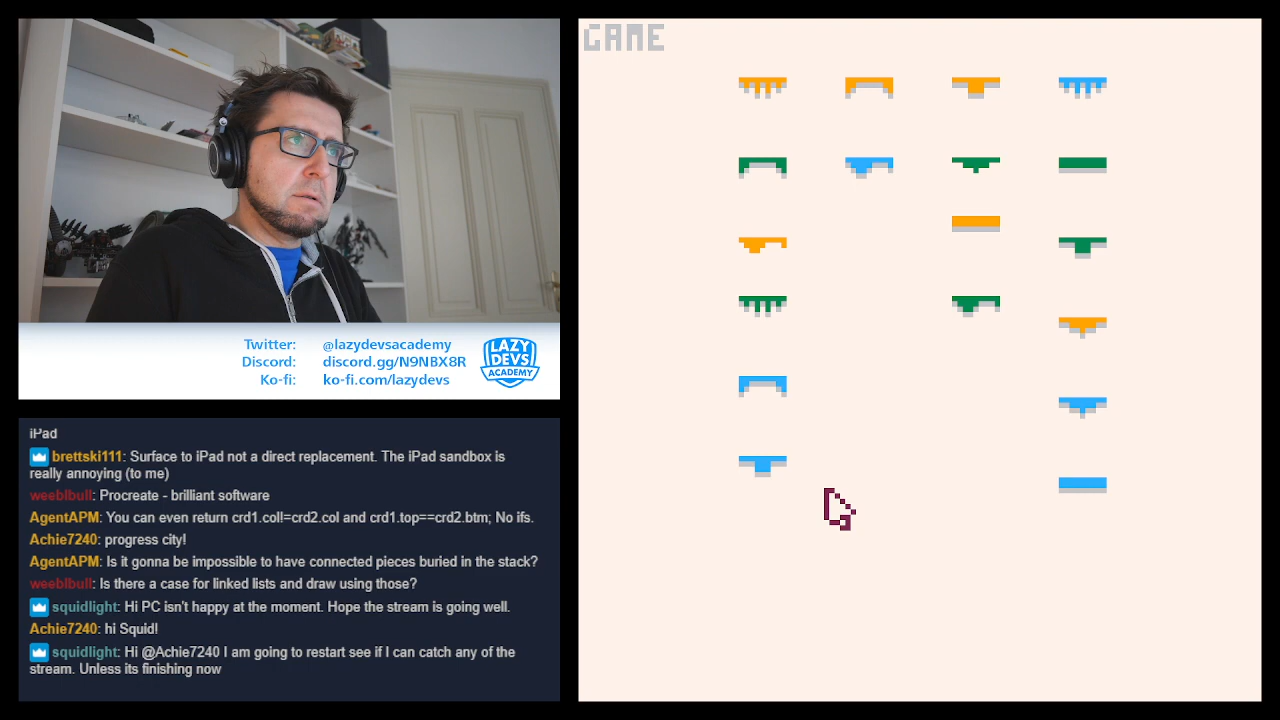 GAME
Twitter: @lazydevsacademy
Discord: discord.gg/N9NBX8R
Ko-fi: ko-fi.com/lazydevs
LAZY
DEVS
ACADEMY
iPad
brettski111: Surface to iPad not a direct replacement. The iPad sandbox is
really annoying (to me)
weeblbull: Procreate - brilliant software
AgentAPM: You can even return crd1.col!=crd2.col and crd1.top==crd2.btm; No ifs.
Achie7240: progress city!
AgentAPM: Is it gonna be impossible to have connected pieces buried in the stack?
weeblbull: Is there a case for linked lists and draw using those?
squidlight: Hi PC isn't happy at the moment. Hope the stream is going well.
Achie7240: hi Squid!
squidlight: Hi @Achie7240 I am going to restart see if I can catch any of the
stream. Unless its finishing now